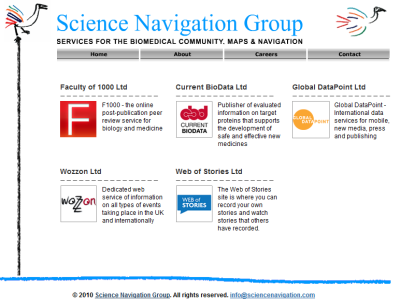 Science Navigation Group
SERVICES FOR THE BIOMEDICAL COMMUNITY, MAPS & NAVIGATION
Home About Careers Contact
Faculty of 1000 Ltd
F
F1000 - the online
post-publication peer
review service for
biology and medicine
Current BioData Ltd
cbd
CURRENT
BIODATA
Publisher of evaluated
information on target
proteins that supports
the development of
safe and effective new
medicines
Global DataPoint Ltd
GLOBAL
DATAPOINT
Global DataPoint -
International data
services for mobile,
new media, press
and publishing
Wozzon Ltd
wozzon
Dedicated web
service of information
on all types of events
taking place in the UK
and internationally
Web of Stories Ltd
WEB of
STORIES
The Web of Stories
site is where you can
record your own
stories and watch
stories that others
have recorded.
© 2010 Science Navigation Group. All rights reserved. info@sciencenavigation.com